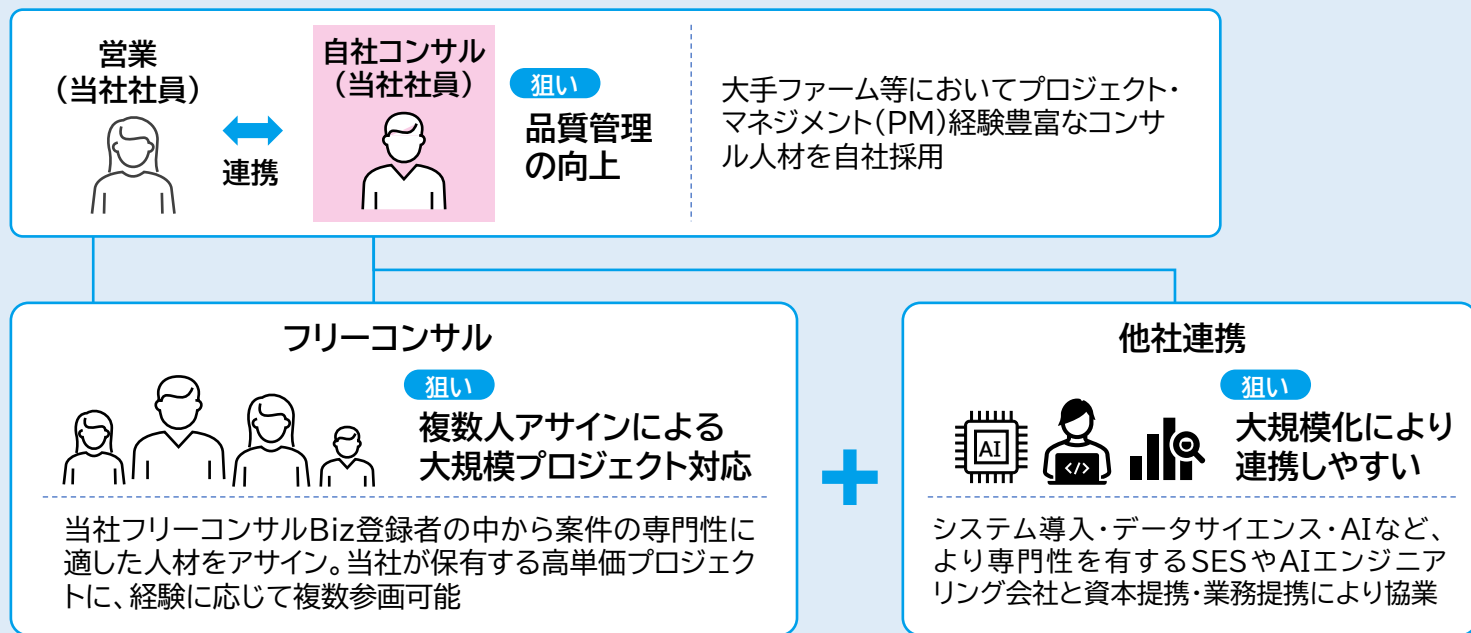 営業
（当社社員）
連携
自社コンサル
（当社社員）
狙い
品質管理
の向上
大手ファーム等においてプロジェクト・
マネジメント（PM）経験豊富なコンサ
ル人材を自社採用
フリーコンサル
狙い
複数人アサインによる
大規模プロジェクト対応
当社フリーコンサルBiz登録者の中から案件の専門性に
適した人材をアサイン。当社が保有する高単価プロジェク
トに、経験に応じて複数参画可能
他社連携
AI
</>
狙い
大規模化により
連携しやすい
システム導入・データサイエンス・AIなど、
より専門性を有するSESやAIエンジニア
リング会社と資本提携・業務提携により協業